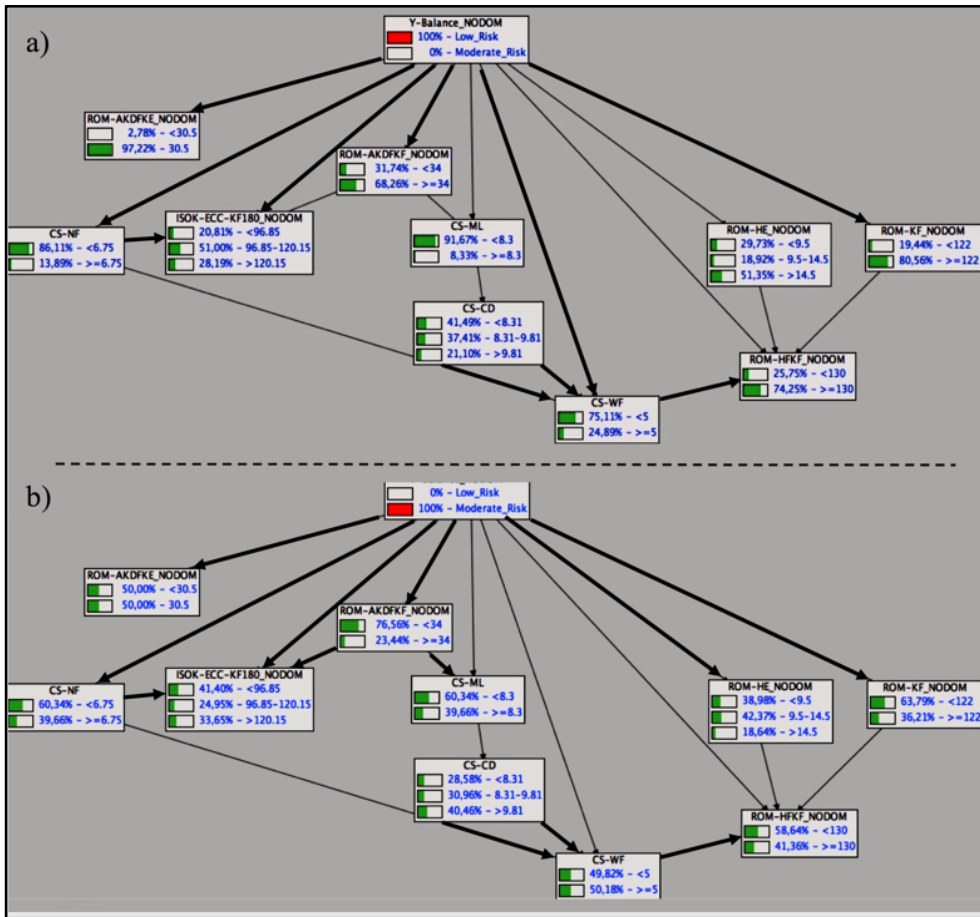 a)
Y-Balance_NODOM
100% - Low_Risk
0% - Moderate_Risk
ROM-AKDFKE_NODOM
2,78% - <30.5
97,22% - 30.5
ROM-AKDFKF_NODOM
31,74% - <34
68,26% - >=34
CS-NF
86,11% - <6.75
13,89% - >=6.75
ISOK-ECC-KF180_NODOM
20,81% - <96.85
51,00% - 96.85-120.15
28,19% - >120.15
CS-ML
91,67% - <8.3
8,33% - >=8.3
ROM-HE_NODOM
29,73% - <9.5
18,92% - 9.5-14.5
51,35% - >14.5
ROM-KF_NODOM
19,44% - <122
80,56% - >=122
CS-CD
41,49% - <8.31
37,41% - 8.31-9.81
21,10% - >9.81
ROM-HFKF_NODOM
25,75% - <130
74,25% - >=130
CS-WF
75,11% - <5
24,89% - >=5
b)
0% - Low_Risk
100% - Moderate_Risk
ROM-AKDFKE_NODOM
50,00% - <30.5
50,00% - 30.5
ROM-AKDFKF_NODOM
76,56% - <34
23,44% - >=34
CS-NF
60,34% - <6.75
39,66% - >=6.75
ISOK-ECC-KF180_NODOM
41,40% - <96.85
24,95% - 96.85-120.15
33,65% - >120.15
CS-ML
60,34% - <8.3
39,66% - >=8.3
ROM-HE_NODOM
38,98% - <9.5
42,37% - 9.5-14.5
18,64% - >14.5
ROM-KF_NODOM
63,79% - <122
36,21% - >=122
CS-CD
28,58% - <8.31
30,96% - 8.31-9.81
40,46% - >9.81
ROM-HFKF_NODOM
58,64% - <130
41,36% - >=130
CS-WF
49,82% - <5
50,18% - >=5